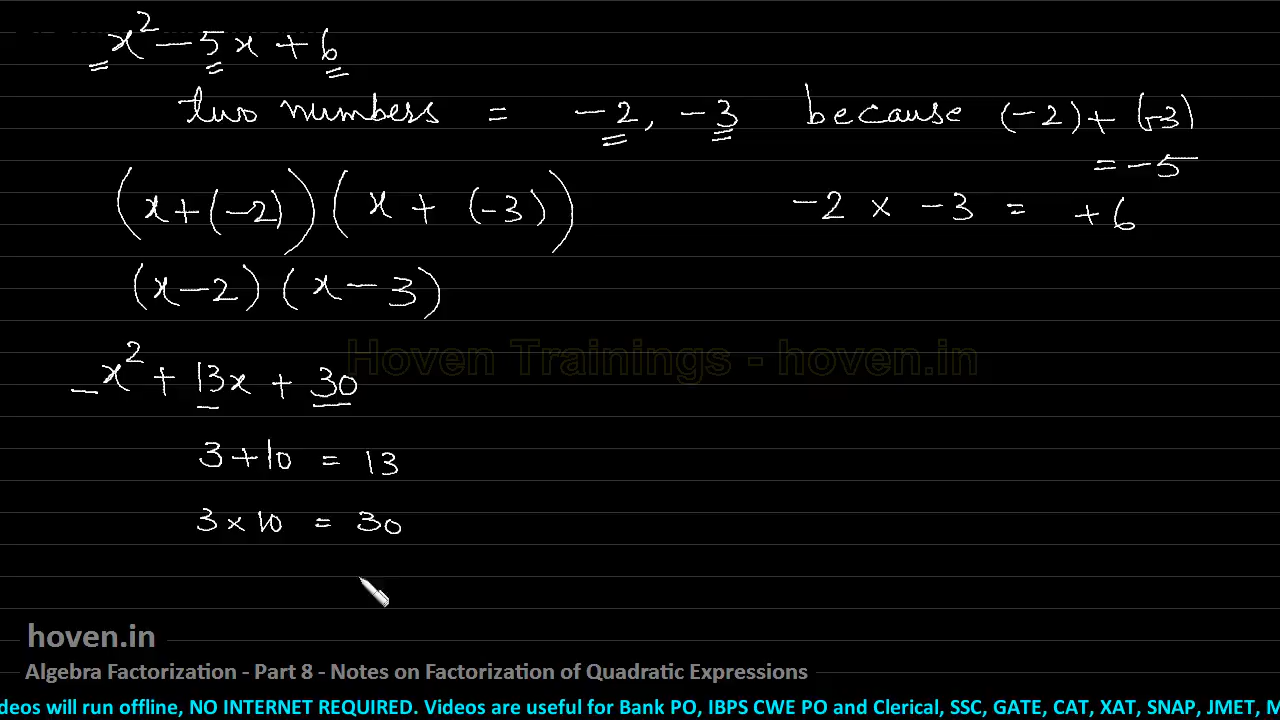 x² - 5x + 6
two numbers = -2, -3 because (-2) + (-3)
= -5
(x + (-2)) (x + (-3)) -2 × -3 = +6
(x - 2) (x - 3)
Hoven Trainings - hoven.in
x² + 13x + 30
3 + 10 = 13
3 × 10 = 30
hoven.in
Algebra Factorization - Part 8 - Notes on Factorization of Quadratic Expressions
deos will run offline, NO INTERNET REQUIRED. Videos are useful for Bank PO, IBPS CWE PO and Clerical, SSC, GATE, CAT, XAT, SNAP, JMET, M